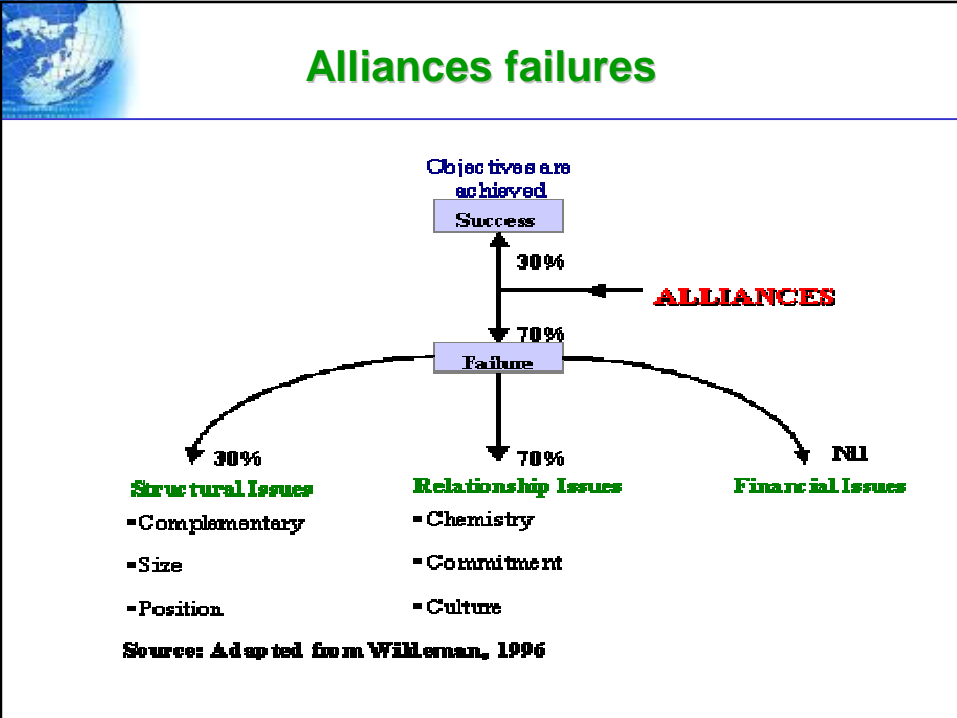 Alliances failures
Objectives are
achieved
Success
30%
ALLIANCES
70%
Failure
30%
70%
Nil
Structural Issues
Relationship Issues
Financial Issues
▪Complementary
▪Chemistry
▪Size
▪Commitment
▪Position
▪Culture
Source: Adapted from Willeman, 1996